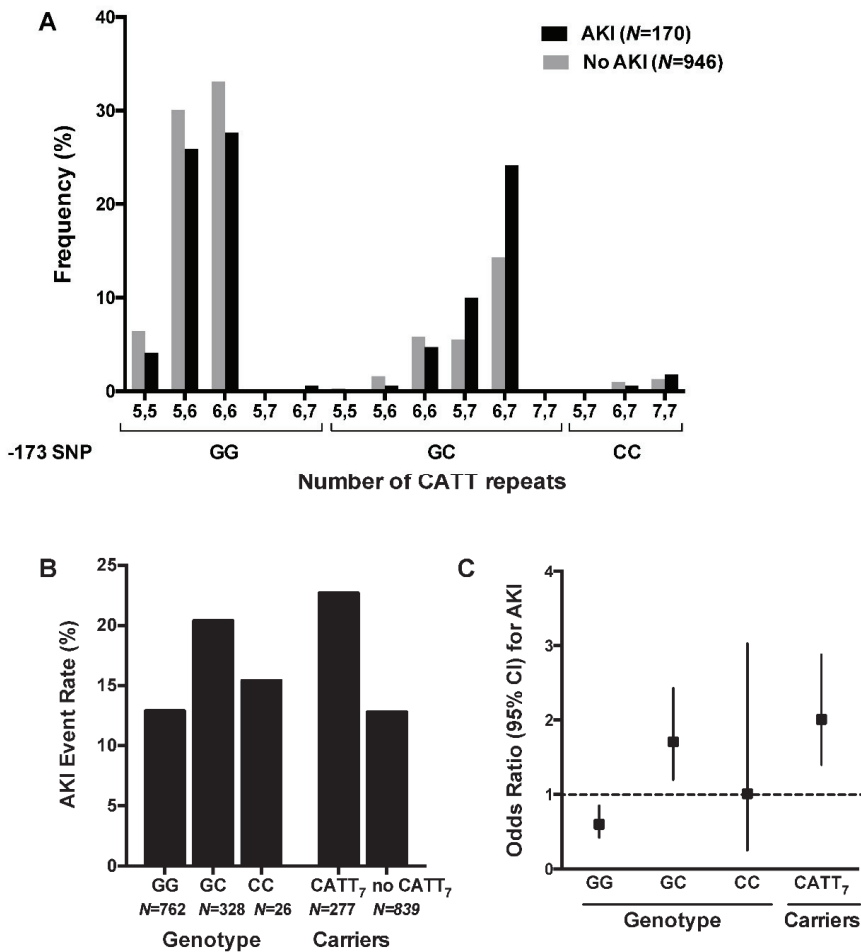 A
AKI (N=170)
No AKI (N=946)
Frequency (%)
40
30
20
10
0
5,5 5,6 6,6 5,7 6,7 5,5 5,6 6,6 5,7 6,7 7,7 5,7 6,7 7,7
-173 SNP GG GC CC
Number of CATT repeats
B
AKI Event Rate (%)
25
20
15
10
5
0
GG GC CC CATT7 no CATT7
N=762 N=328 N=26 N=277 N=839
Genotype Carriers
C
Odds Ratio (95% CI) for AKI
4
3
2
1
0
GG GC CC CATT7
Genotype Carriers